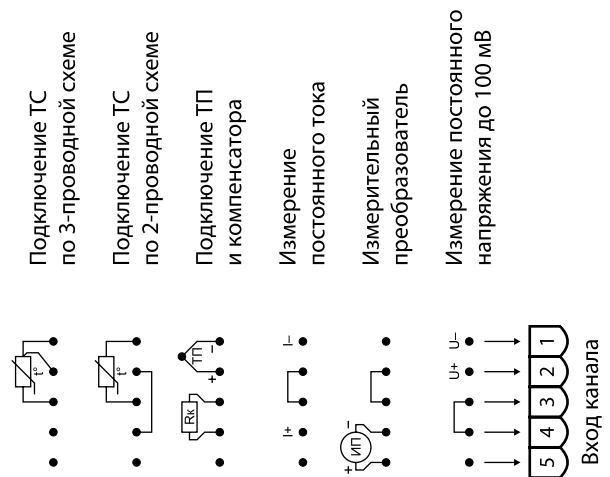 Подключение ТС
по 3-проводной схеме
Подключение ТС
по 2-проводной схеме
Подключение ТП
и компенсатора
Измерение
постоянного тока
Измерительный
преобразователь
Измерение постоянного
напряжения до 100 мВ
t°
t°
ТП
+ −
Rк
I−
I+
− ИП +
U−
U+
1
2
3
4
5
Вход канала